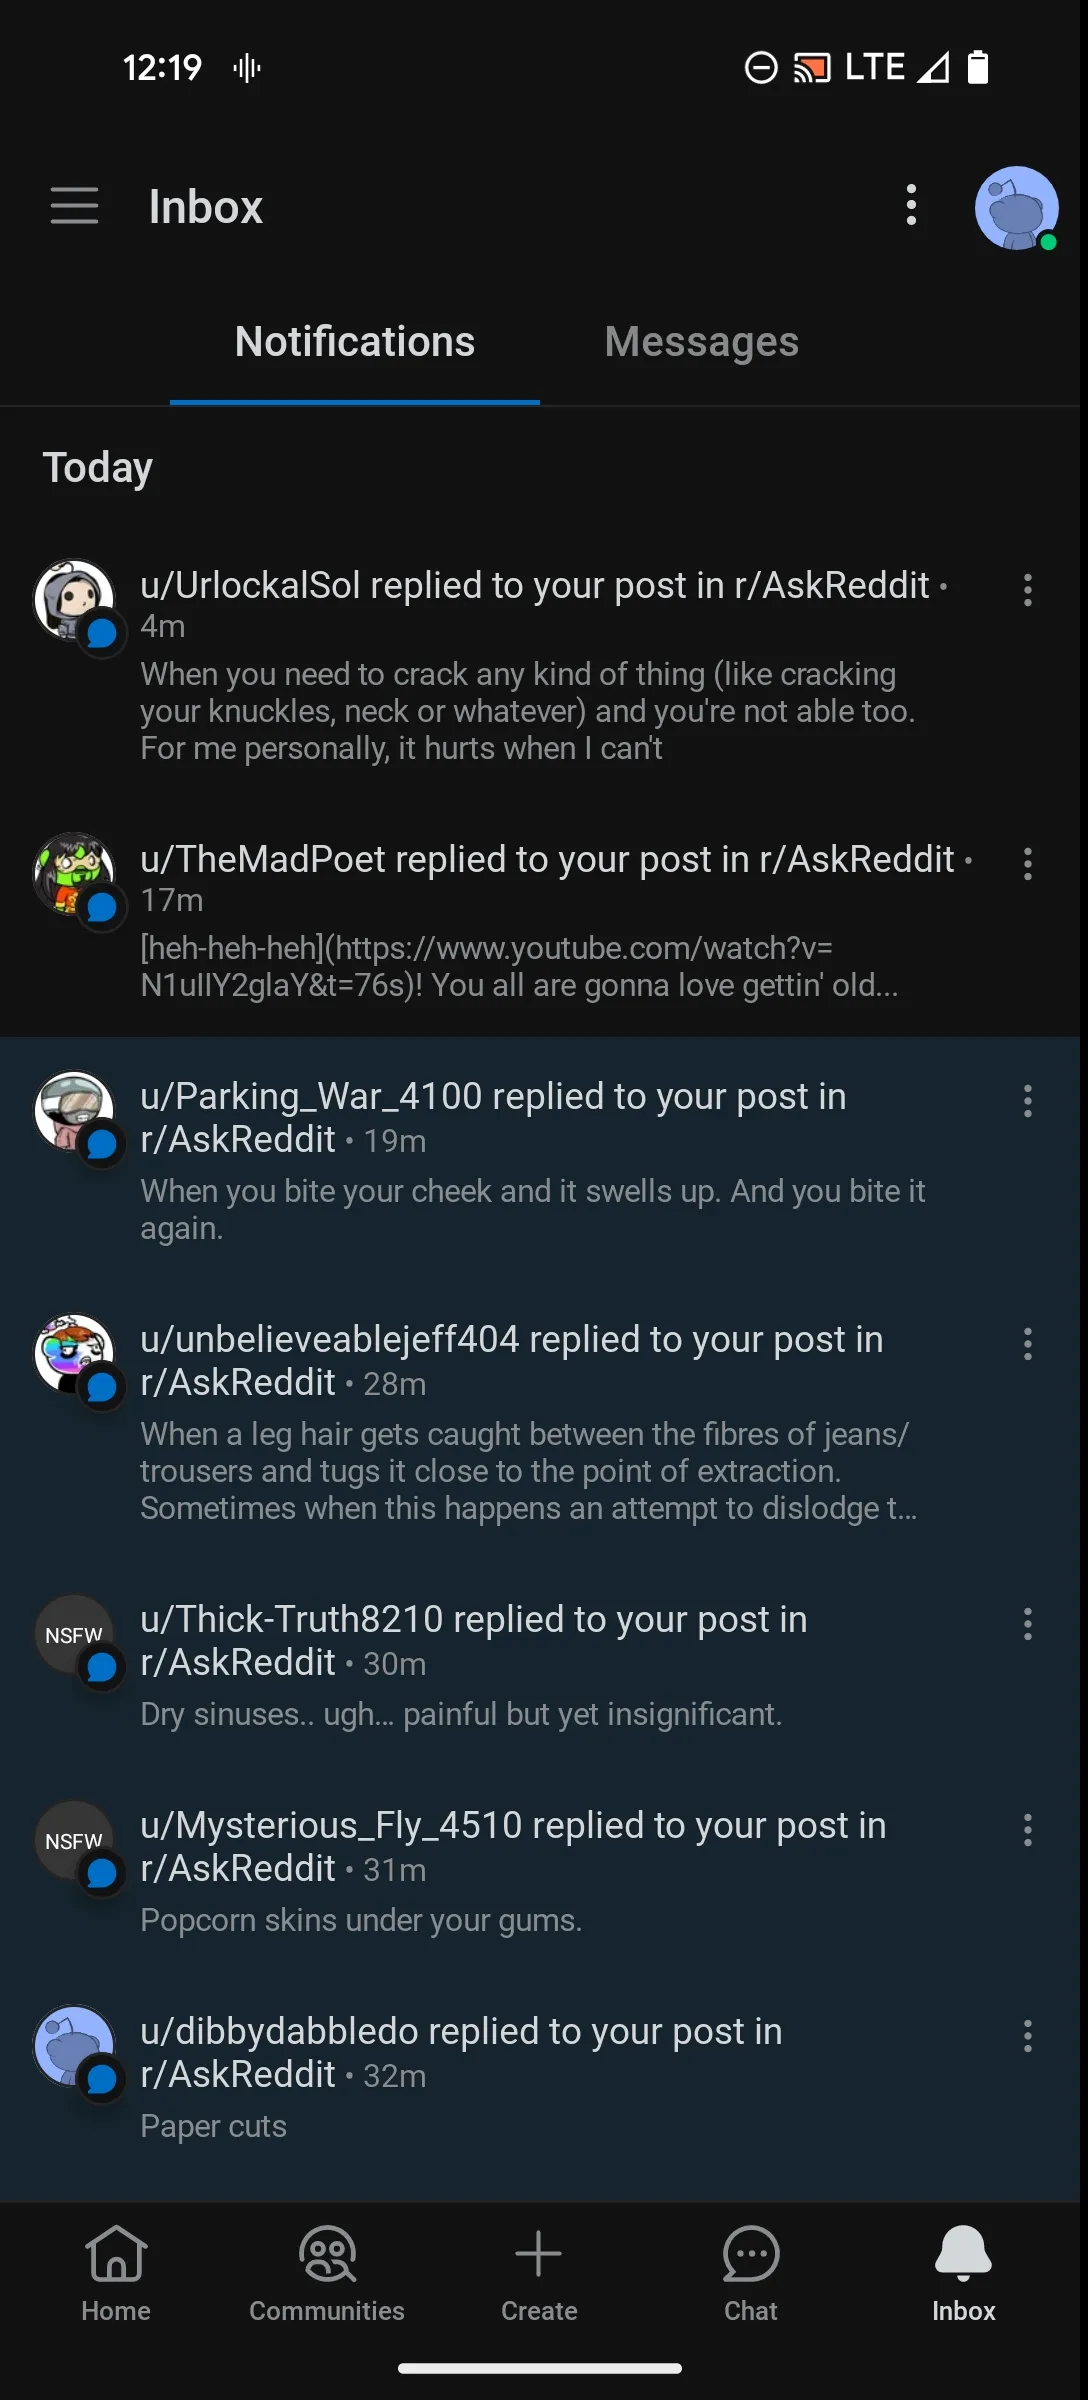 12:19
LTE
Inbox
Notifications
Messages
Today
u/UrlockalSol replied to your post in r/AskReddit •
4m
When you need to crack any kind of thing (like cracking
your knuckles, neck or whatever) and you're not able too.
For me personally, it hurts when I can't
u/TheMadPoet replied to your post in r/AskReddit •
17m
[heh-heh-heh](https://www.youtube.com/watch?v=
N1uIIY2glaY&t=76s)! You all are gonna love gettin' old...
u/Parking_War_4100 replied to your post in
r/AskReddit • 19m
When you bite your cheek and it swells up. And you bite it
again.
u/unbelieveablejeff404 replied to your post in
r/AskReddit • 28m
When a leg hair gets caught between the fibres of jeans/
trousers and tugs it close to the point of extraction.
Sometimes when this happens an attempt to dislodge t...
NSFW
u/Thick-Truth8210 replied to your post in
r/AskReddit • 30m
Dry sinuses.. ugh... painful but yet insignificant.
NSFW
u/Mysterious_Fly_4510 replied to your post in
r/AskReddit • 31m
Popcorn skins under your gums.
u/dibbydabbledo replied to your post in
r/AskReddit • 32m
Paper cuts
Home
Communities
Create
Chat
Inbox